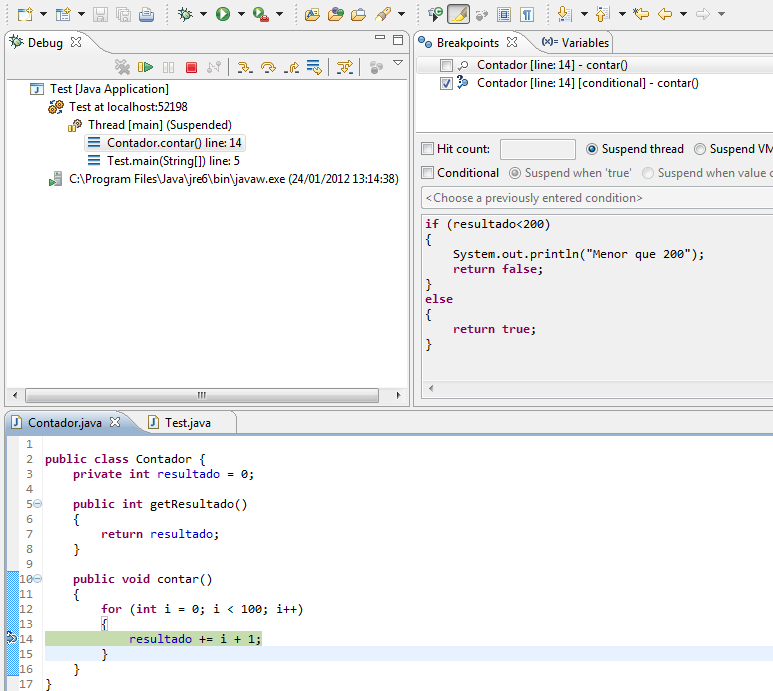 Debug
Test [Java Application]
Test at localhost:52198
Thread [main] (Suspended)
Contador.contar() line: 14
Test.main(String[]) line: 5
C:\Program Files\Java\jre6\bin\javaw.exe (24/01/2012 13:14:38)
Breakpoints
(x)= Variables
Contador [line: 14] - contar()
Contador [line: 14] [conditional] - contar()
Hit count:
Suspend thread
Suspend VM
Conditional
Suspend when 'true'
Suspend when value c
<Choose a previously entered condition>
if (resultado<200)
{
System.out.println("Menor que 200");
return false;
}
else
{
return true;
}
Contador.java
Test.java
1
2 public class Contador {
3 private int resultado = 0;
4
5 public int getResultado()
6 {
7 return resultado;
8 }
9
10 public void contar()
11 {
12 for (int i = 0; i < 100; i++)
13 {
14 resultado += i + 1;
15 }
16 }
17 }